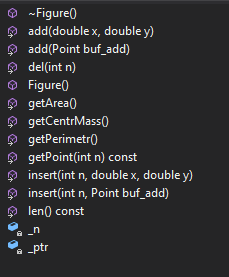 ~Figure()
add(double x, double y)
add(Point buf_add)
del(int n)
Figure()
getArea()
getCentrMass()
getPerimetr()
getPoint(int n) const
insert(int n, double x, double y)
insert(int n, Point buf_add)
len() const
_n
_ptr